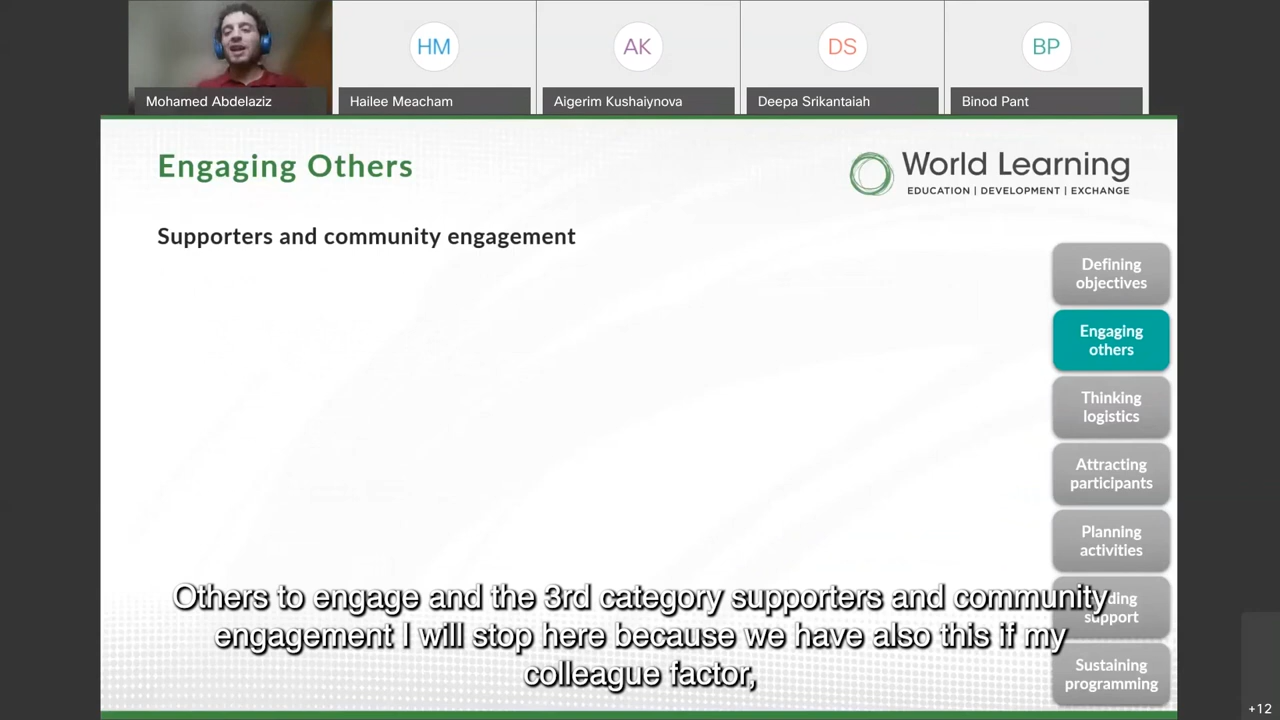 HM
AK
DS
BP
Mohamed Abdelaziz
Hailee Meacham
Aigerim Kushaiynova
Deepa Srikantaiah
Binod Pant
Engaging Others
World Learning
EDUCATION | DEVELOPMENT | EXCHANGE
Supporters and community engagement
Defining
objectives
Engaging
others
Thinking
logistics
Attracting
participants
Planning
activities
support
Sustaining
programming
Others to engage and the 3rd category supporters and community
engagement I will stop here because we have also this if my
colleague factor,
+12